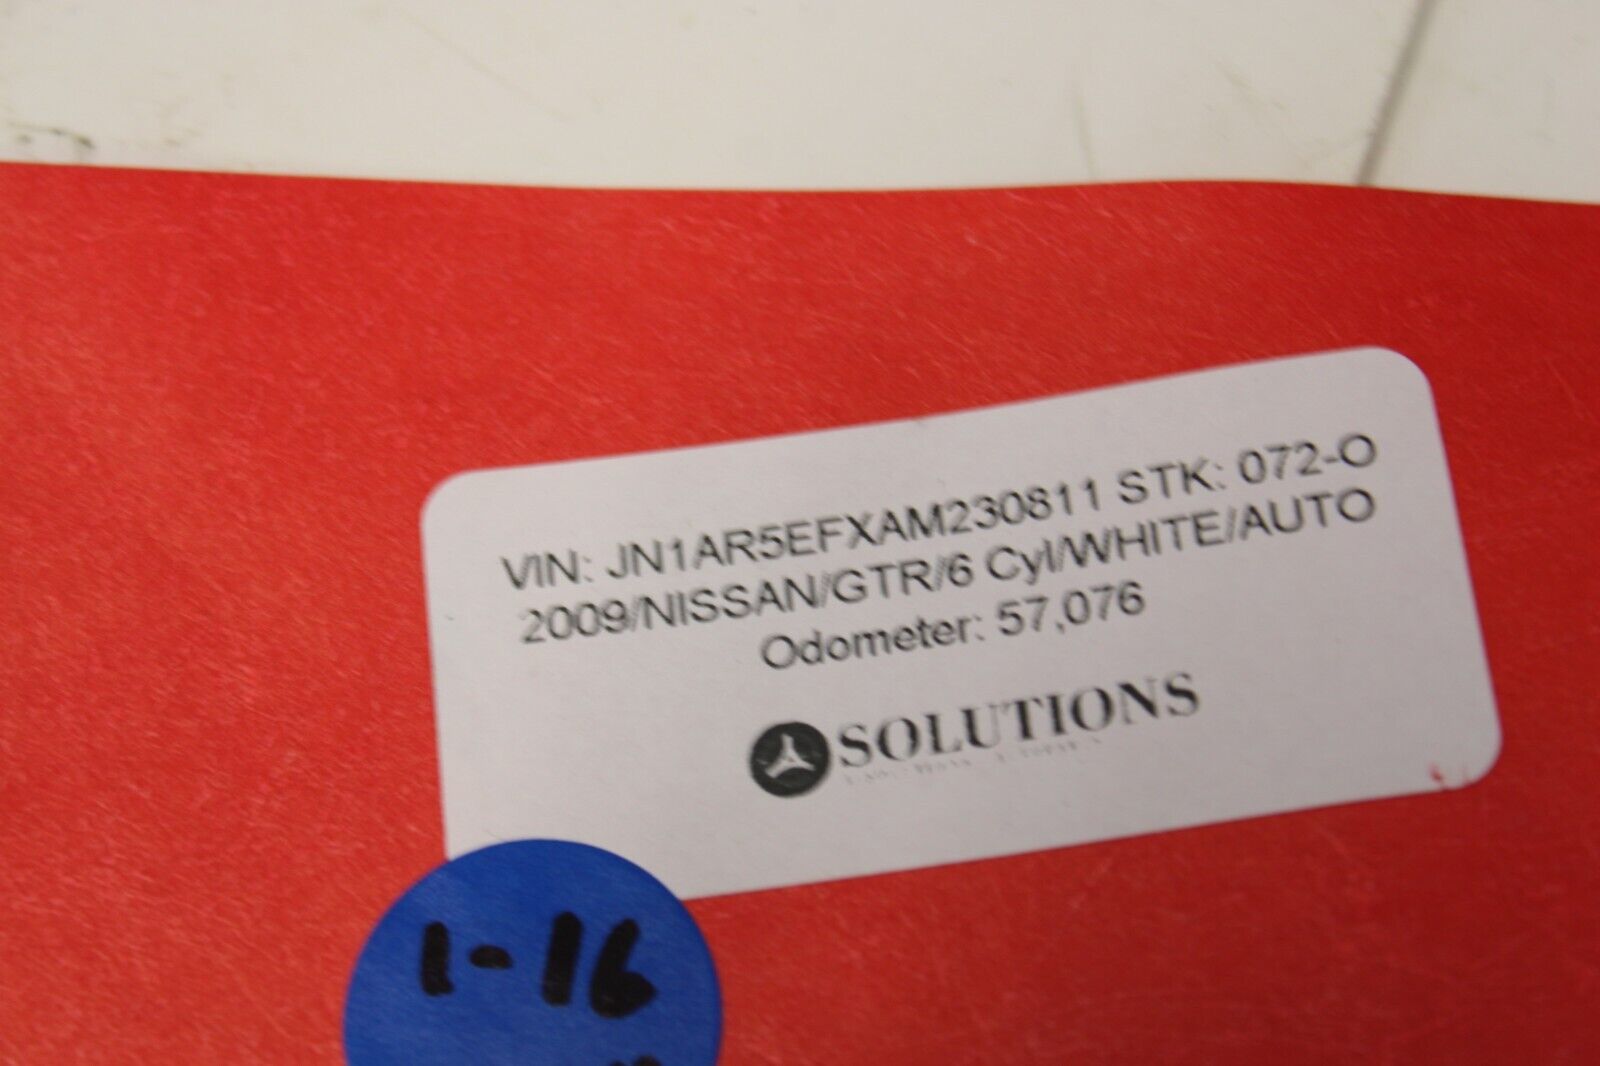 VIN: JN1AR5EFXAM230811 STK: 072-O
2009/NISSAN/GTR/6 Cyl/WHITE/AUTO
Odometer: 57,076
SOLUTIONS
1-16